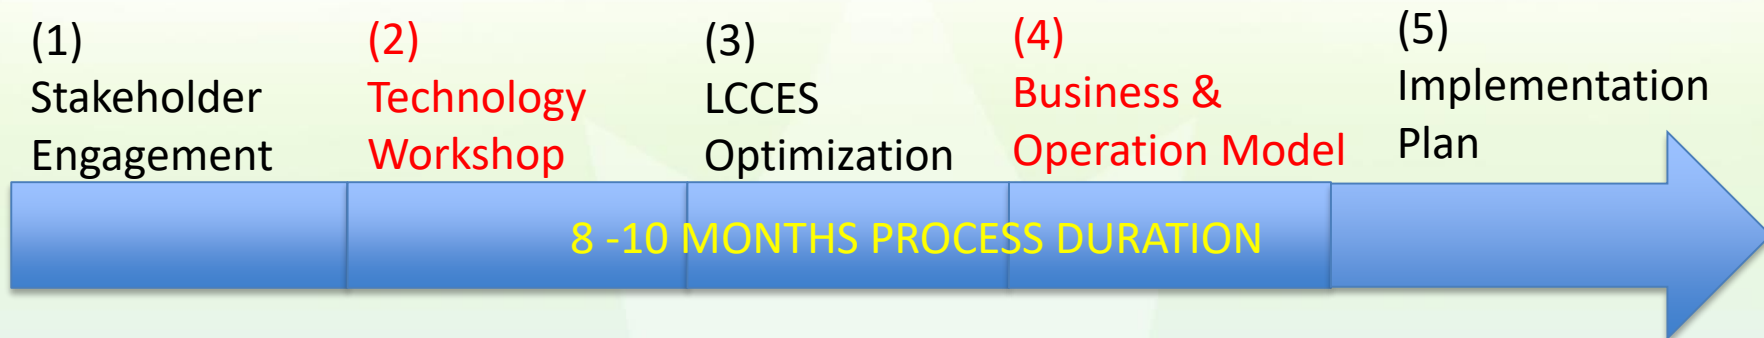 (1)
Stakeholder
Engagement
(2)
Technology
Workshop
(3)
LCCES
Optimization
(4)
Business &
Operation Model
(5)
Implementation
Plan
8 -10 MONTHS PROCESS DURATION